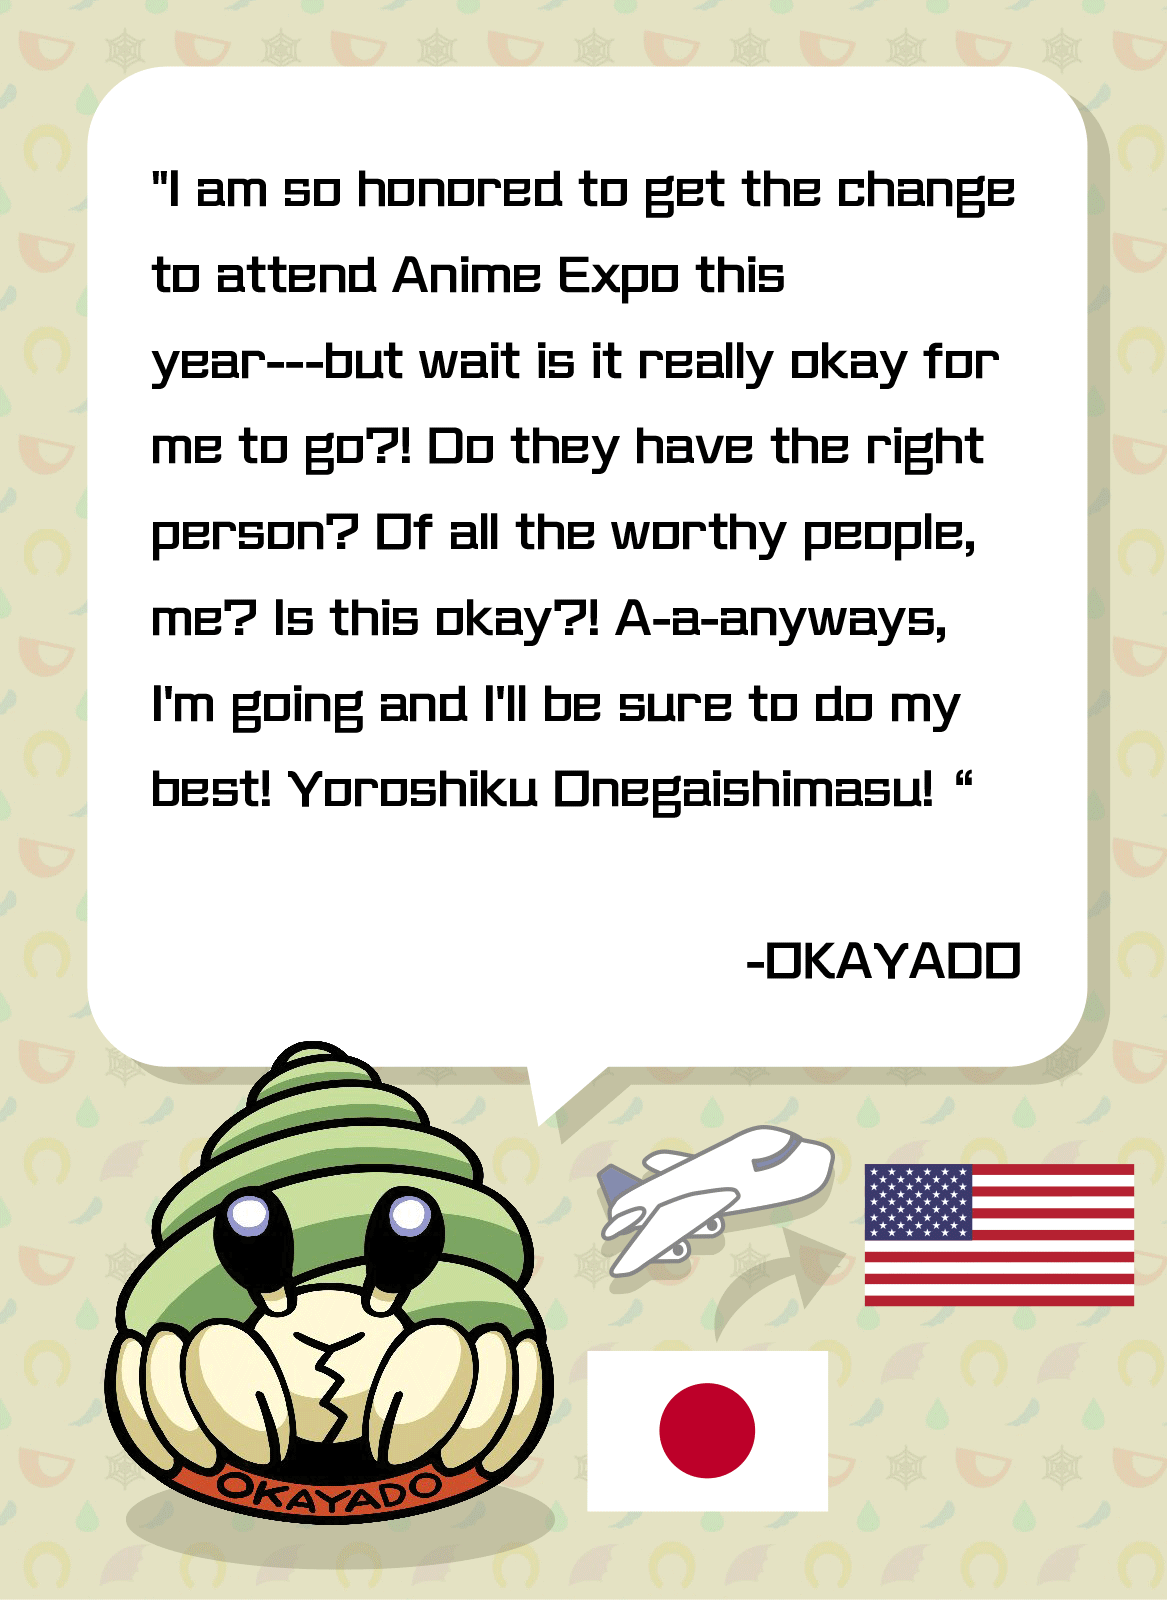 "I am so honored to get the change
to attend Anime Expo this
year---but wait is it really okay for
me to go?! Do they have the right
person? Of all the worthy people,
me? Is this okay?! A-a-anyways,
I'm going and I'll be sure to do my
best! Yoroshiku Onegaishimasu! “
-OKAYADO
OKAYADO